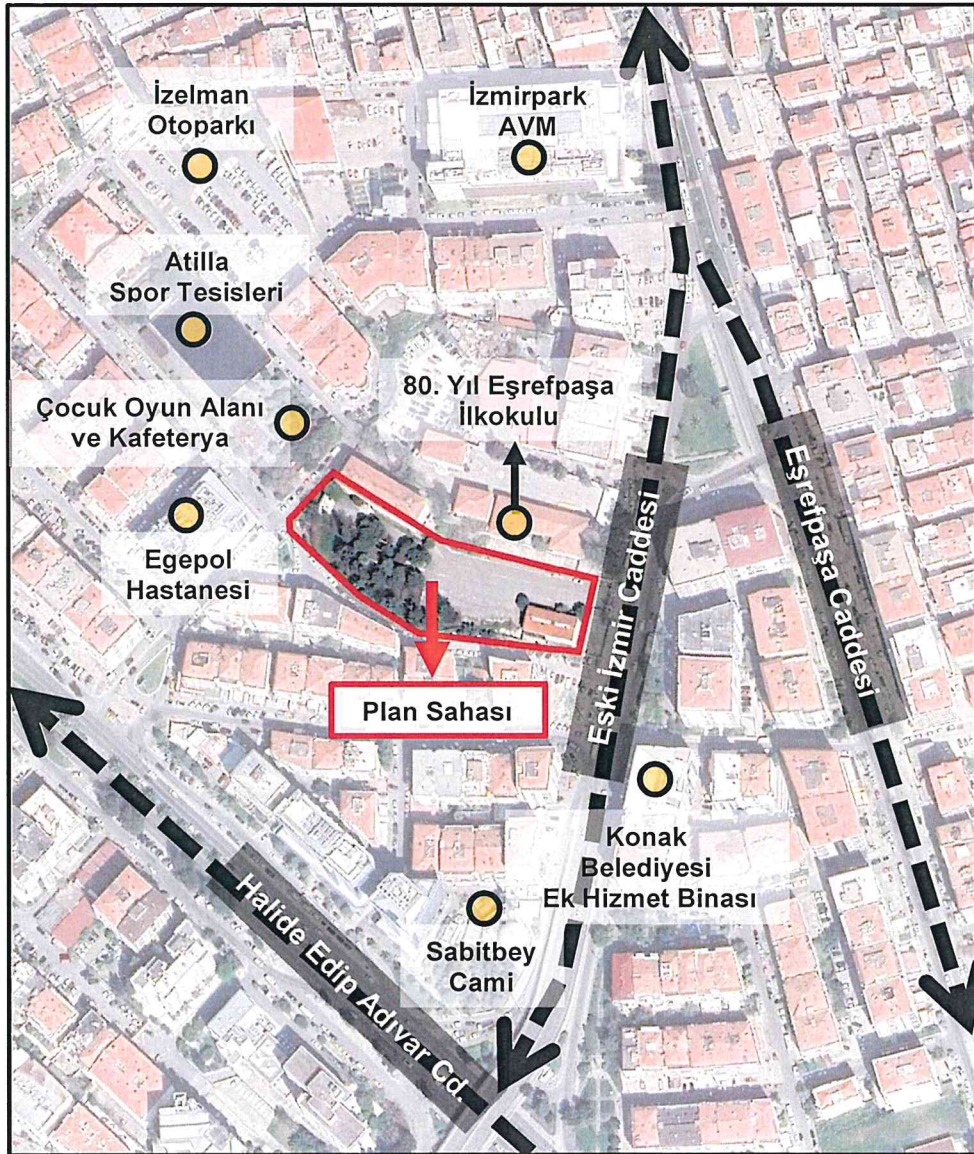 İzelman
Otoparkı
İzmirpark
AVM
Atilla
Spor Tesisleri
80. Yıl Eşrefpaşa
İlkokulu
Çocuk Oyun Alanı
ve Kafeterya
Egepol
Hastanesi
Eski İzmir Caddesi
Eşrefpaşa Caddesi
Plan Sahası
Konak
Belediyesi
Ek Hizmet Binası
Halide Edip Adıvar Cd.
Sabitbey
Cami